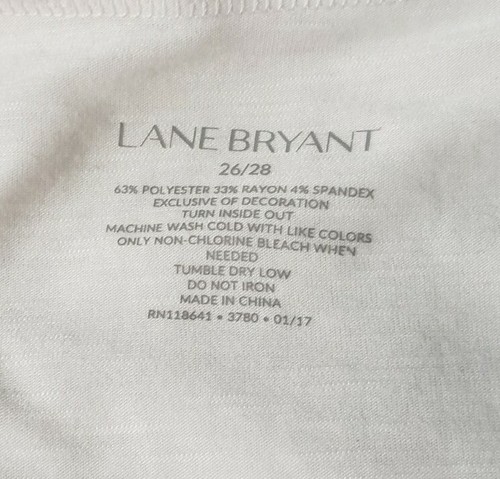 LANE BRYANT
26/28
63% POLYESTER 33% RAYON 4% SPANDEX
EXCLUSIVE OF DECORATION
TURN INSIDE OUT
MACHINE WASH COLD WITH LIKE COLORS
ONLY NON-CHLORINE BLEACH WHEN
NEEDED
TUMBLE DRY LOW
DO NOT IRON
MADE IN CHINA
RN118641 • 3780 • 01/17